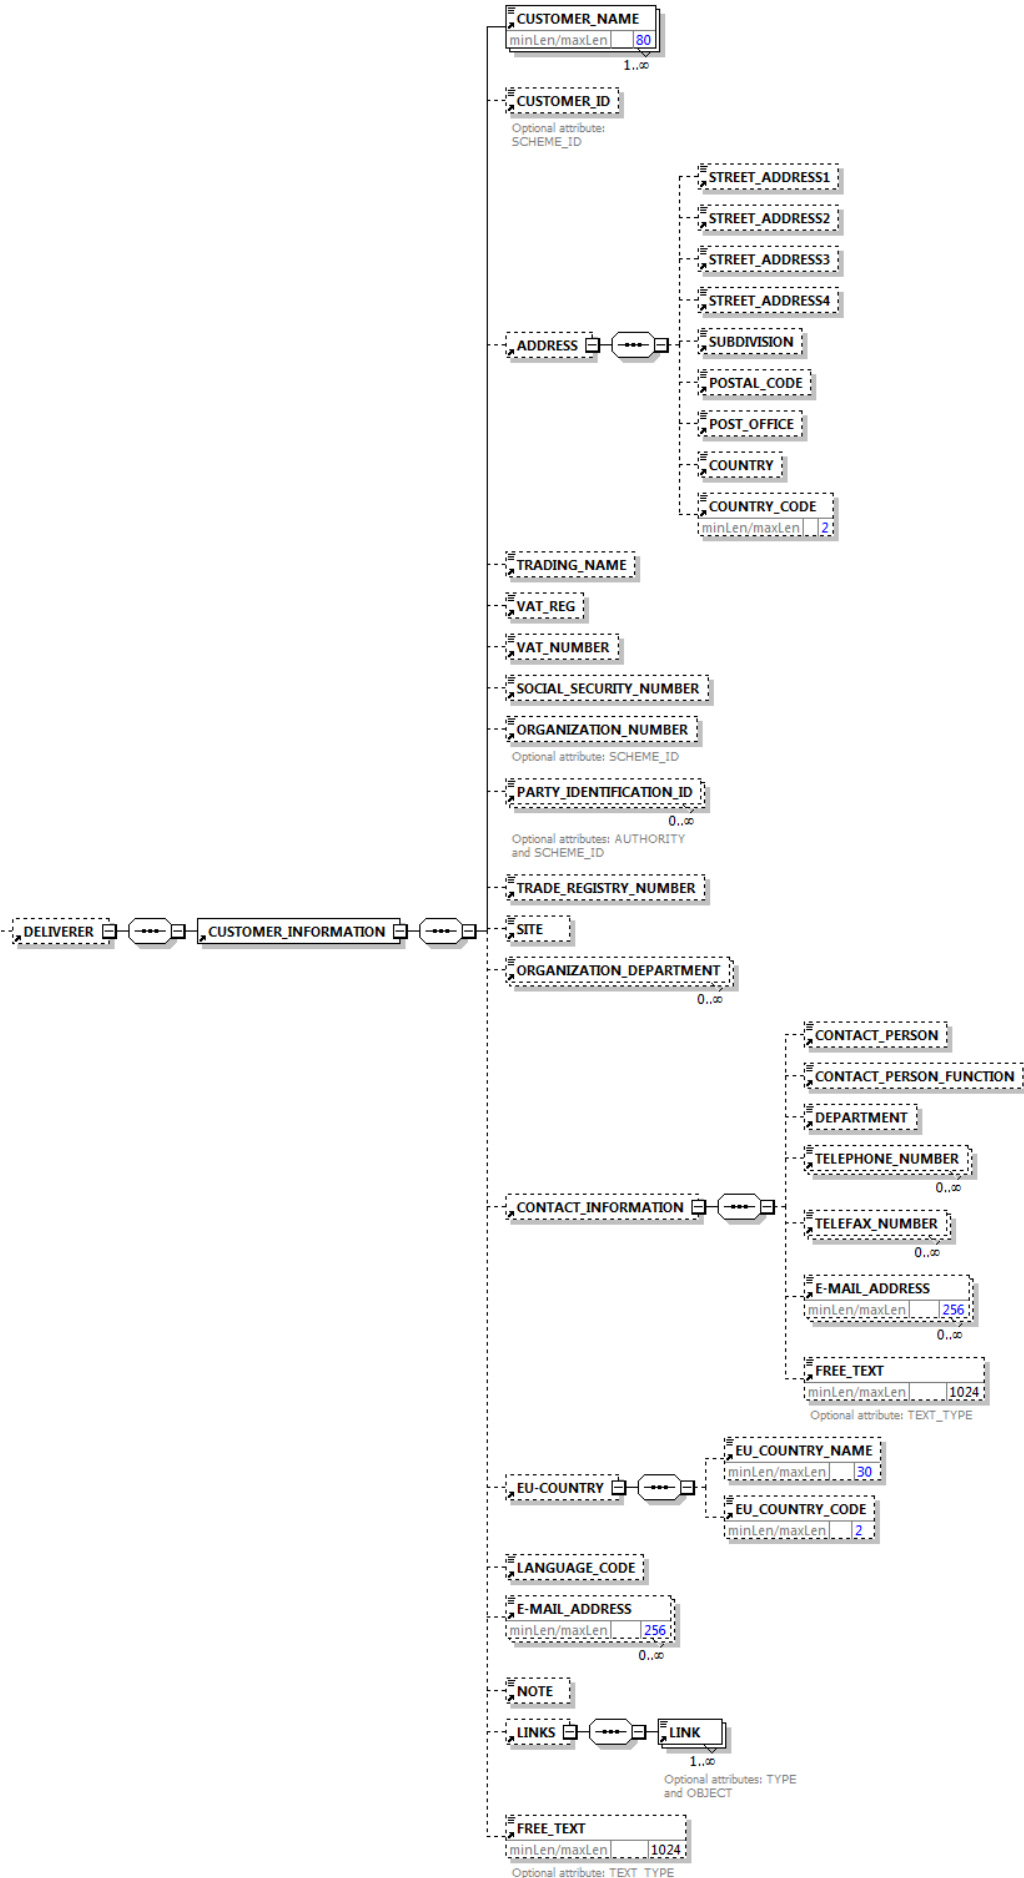 CUSTOMER_NAME
minLen/maxLen 80
1..∞
CUSTOMER_ID
Optional attribute:
SCHEME_ID
STREET_ADDRESS1
STREET_ADDRESS2
STREET_ADDRESS3
STREET_ADDRESS4
ADDRESS
SUBDIVISION
POSTAL_CODE
POST_OFFICE
COUNTRY
COUNTRY_CODE
minLen/maxLen 2
TRADING_NAME
VAT_REG
VAT_NUMBER
SOCIAL_SECURITY_NUMBER
ORGANIZATION_NUMBER
Optional attribute: SCHEME_ID
PARTY_IDENTIFICATION_ID
0..∞
Optional attributes: AUTHORITY
and SCHEME_ID
TRADE_REGISTRY_NUMBER
DELIVERER
CUSTOMER_INFORMATION
SITE
ORGANIZATION_DEPARTMENT
0..∞
CONTACT_PERSON
CONTACT_PERSON_FUNCTION
DEPARTMENT
TELEPHONE_NUMBER
0..∞
CONTACT_INFORMATION
TELEFAX_NUMBER
0..∞
E-MAIL_ADDRESS
minLen/maxLen 256
0..∞
FREE_TEXT
minLen/maxLen 1024
Optional attribute: TEXT_TYPE
EU_COUNTRY_NAME
minLen/maxLen 30
EU-COUNTRY
EU_COUNTRY_CODE
minLen/maxLen 2
LANGUAGE_CODE
E-MAIL_ADDRESS
minLen/maxLen 256
0..∞
NOTE
LINKS
LINK
1..∞
Optional attributes: TYPE
and OBJECT
FREE_TEXT
minLen/maxLen 1024
Optional attribute: TEXT_TYPE